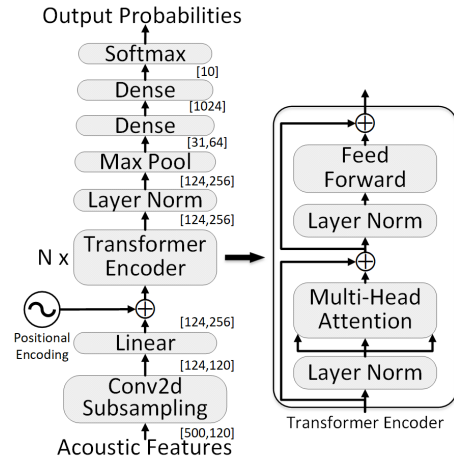 Output Probabilities
Softmax
[10]
Dense
[1024]
Dense
[31,64]
Max Pool
[124,256]
Layer Norm
[124,256]
N x
Transformer
Encoder
Positional
Encoding
[124,256]
Linear
[124,120]
Conv2d
Subsampling
[500,120]
Acoustic Features
Feed
Forward
Layer Norm
Multi-Head
Attention
Layer Norm
Transformer Encoder